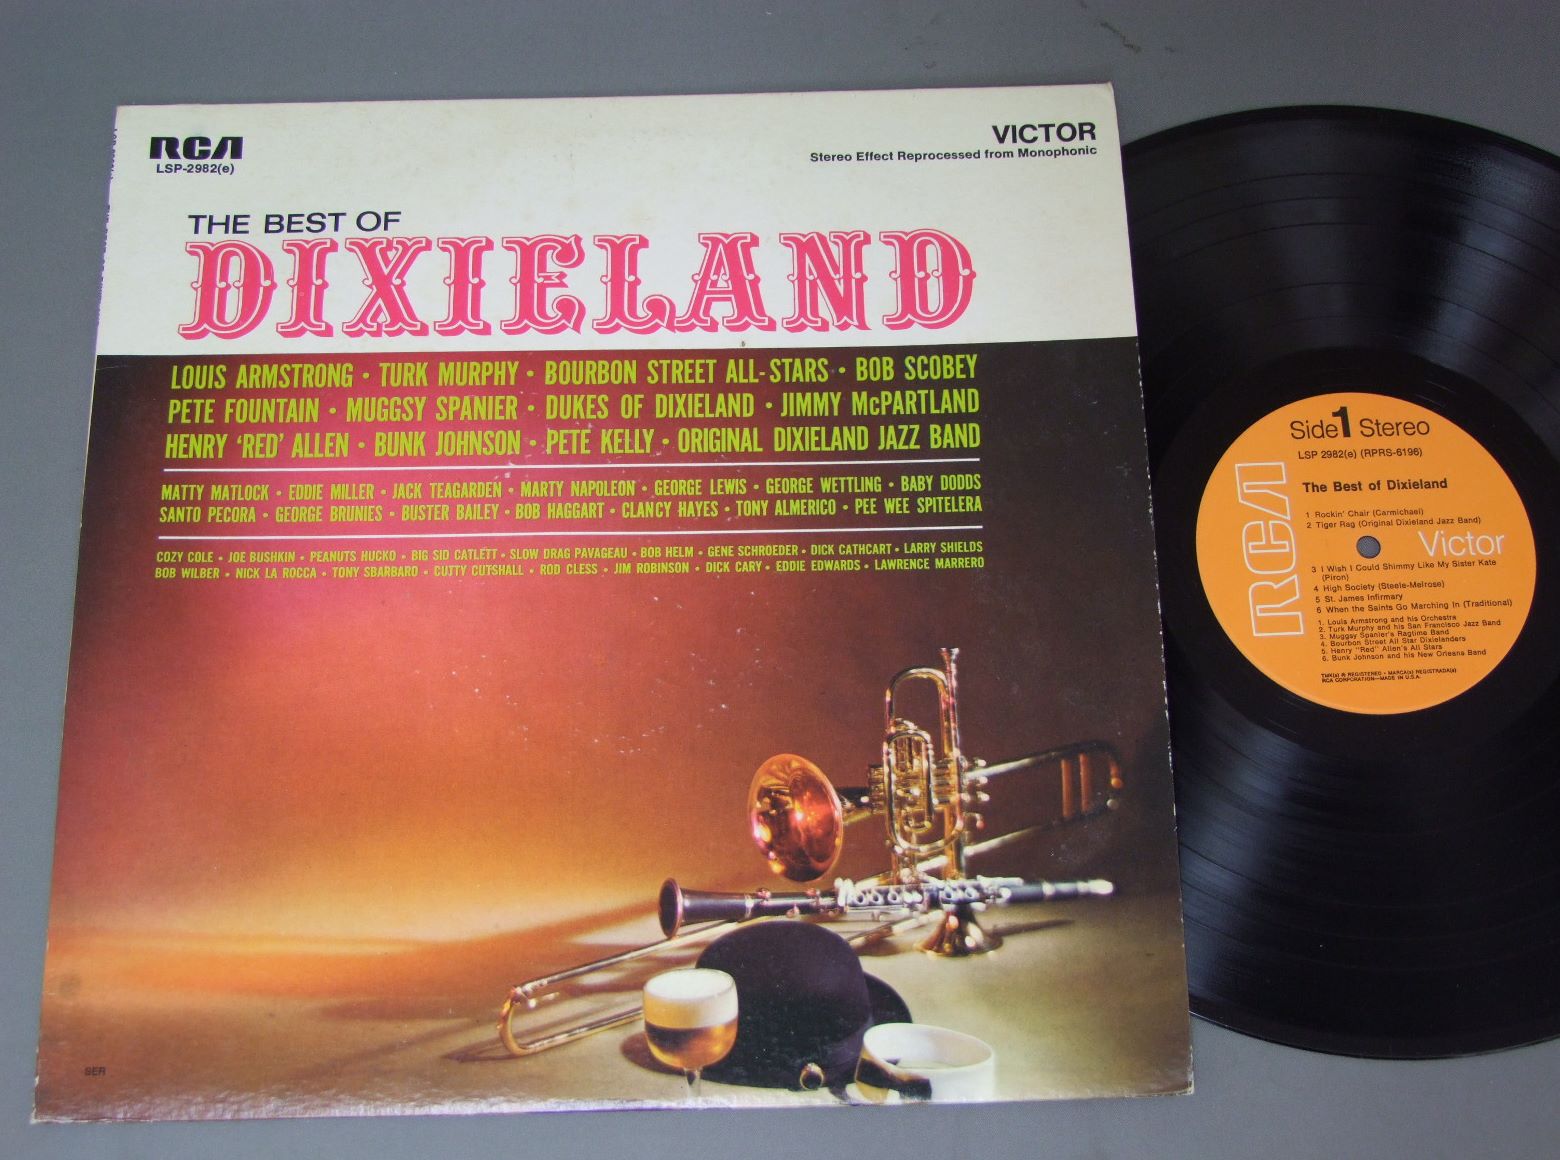 RCA
LSP-2982(e)
VICTOR
Stereo Effect Reprocessed from Monophonic
THE BEST OF
DIXIELAND
LOUIS ARMSTRONG • TURK MURPHY • BOURBON STREET ALL-STARS • BOB SCOBEY
PETE FOUNTAIN • MUGGSY SPANIER • DUKES OF DIXIELAND • JIMMY McPARTLAND
HENRY 'RED' ALLEN • BUNK JOHNSON • PETE KELLY • ORIGINAL DIXIELAND JAZZ BAND
MATTY MATLOCK • EDDIE MILLER • JACK TEAGARDEN • MARTY NAPOLEON • GEORGE LEWIS • GEORGE WETTLING • BABY DODDS
SANTO PECORA • GEORGE BRUNIES • BUSTER BAILEY • BOB HAGGART • CLANCY HAYES • TONY ALMERICO • PEE WEE SPITELERA
COZY COLE • JOE BUSHKIN • PEANUTS HUCKO • BIG SID CATLETT • SLOW DRAG PAVAGEAU • BOB HELM • GENE SCHROEDER • DICK CATHCART • LARRY SHIELDS
BOB WILBER • NICK LA ROCCA • TONY SBARBARO • CUTTY CUTSHALL • ROD CLESS • JIM ROBINSON • DICK CARY • EDDIE EDWARDS • LAWRENCE MARRERO
SER
Side 1 Stereo
LSP 2982(e) (RPRS-6196)
The Best of Dixieland
1 Rockin' Chair (Carmichael)
2 Tiger Rag (Original Dixieland Jazz Band)
RCA
Victor
3 I Wish I Could Shimmy Like My Sister Kate
(Piron)
4 High Society (Steele-Melrose)
5 St. James Infirmary
6 When the Saints Go Marching In (Traditional)
1. Louis Armstrong and his Orchestra
2. Turk Murphy and his San Francisco Jazz Band
3. Muggsy Spanier's Ragtime Band
4. Bourbon Street All Star Dixielanders
5. Henry "Red" Allen's All Stars
6. Bunk Johnson and his New Orleans Band
TMK(s) ® REGISTERED • MARCA(s) REGISTRADA(s)
RCA CORPORATION—MADE IN U.S.A.